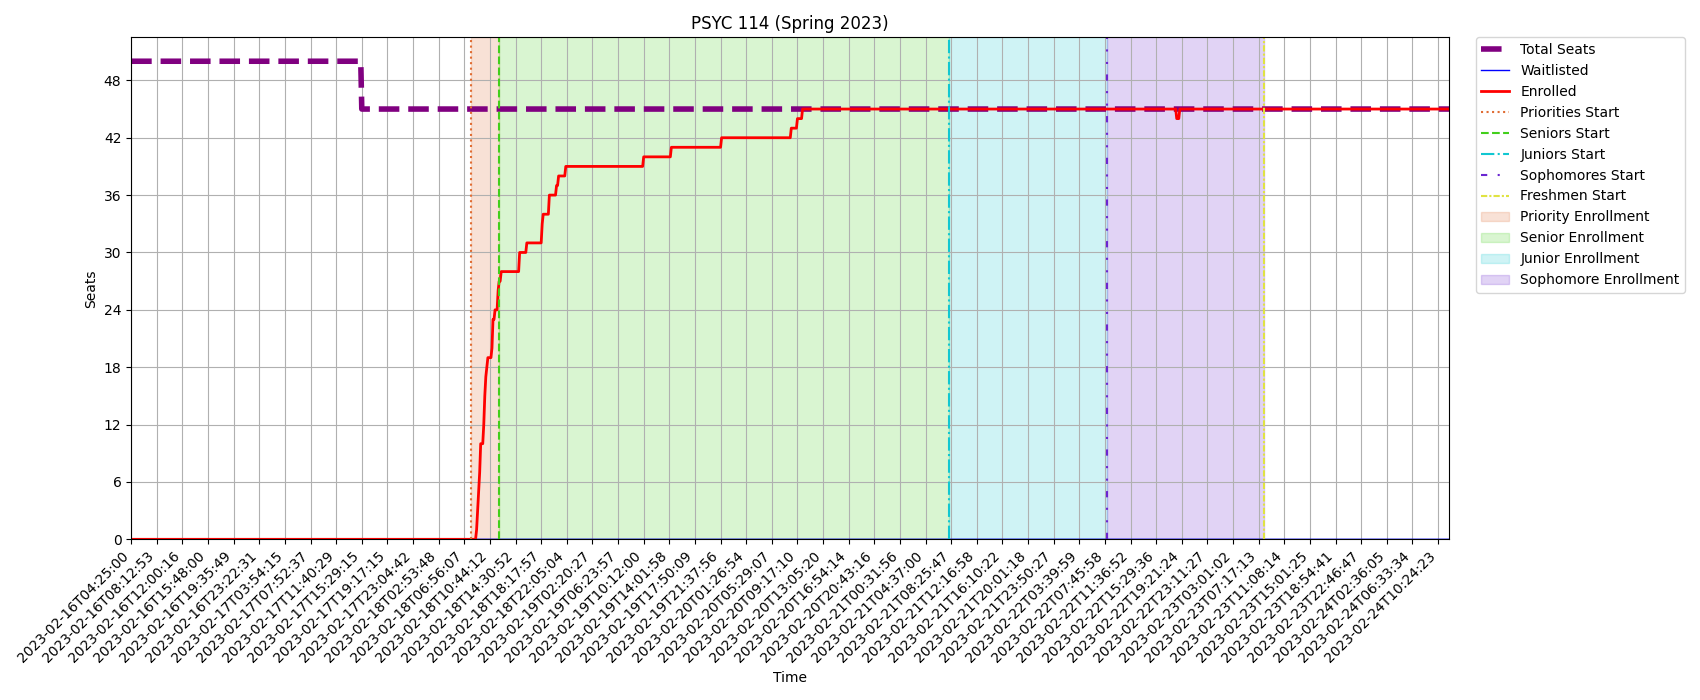 PSYC 114 (Spring 2023)
Seats
48
42
36
30
24
18
12
6
0
2023-02-16T04:25:00
2023-02-16T08:12:53
2023-02-16T12:00:16
2023-02-16T15:48:00
2023-02-16T19:35:49
2023-02-16T23:22:31
2023-02-17T03:54:15
2023-02-17T07:52:37
2023-02-17T11:40:29
2023-02-17T15:29:15
2023-02-17T19:17:15
2023-02-17T23:04:42
2023-02-18T02:53:48
2023-02-18T06:56:07
2023-02-18T10:44:12
2023-02-18T14:30:52
2023-02-18T18:17:57
2023-02-18T22:05:04
2023-02-19T02:20:27
2023-02-19T06:23:57
2023-02-19T10:12:00
2023-02-19T14:01:58
2023-02-19T17:50:09
2023-02-19T21:37:56
2023-02-20T01:26:54
2023-02-20T05:29:07
2023-02-20T09:17:10
2023-02-20T13:05:20
2023-02-20T16:54:14
2023-02-20T20:43:16
2023-02-21T00:31:56
2023-02-21T04:37:00
2023-02-21T08:25:47
2023-02-21T12:16:58
2023-02-21T16:10:22
2023-02-21T20:01:18
2023-02-21T23:50:27
2023-02-22T03:39:59
2023-02-22T07:45:58
2023-02-22T11:36:52
2023-02-22T15:29:36
2023-02-22T19:21:24
2023-02-22T23:11:27
2023-02-23T03:01:02
2023-02-23T07:17:13
2023-02-23T11:08:14
2023-02-23T15:01:25
2023-02-23T18:54:41
2023-02-23T22:46:47
2023-02-24T02:36:05
2023-02-24T06:33:34
2023-02-24T10:24:23
Time
Total Seats
Waitlisted
Enrolled
Priorities Start
Seniors Start
Juniors Start
Sophomores Start
Freshmen Start
Priority Enrollment
Senior Enrollment
Junior Enrollment
Sophomore Enrollment